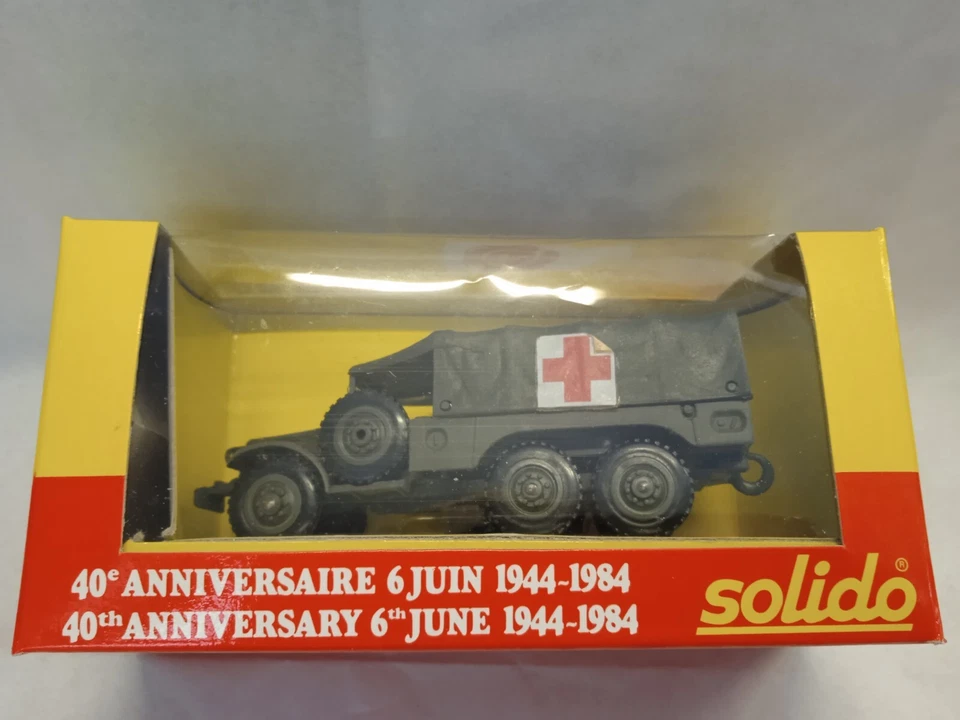 40e ANNIVERSAIRE 6 JUIN 1944-1984
40th ANNIVERSARY 6th JUNE 1944-1984
solido®